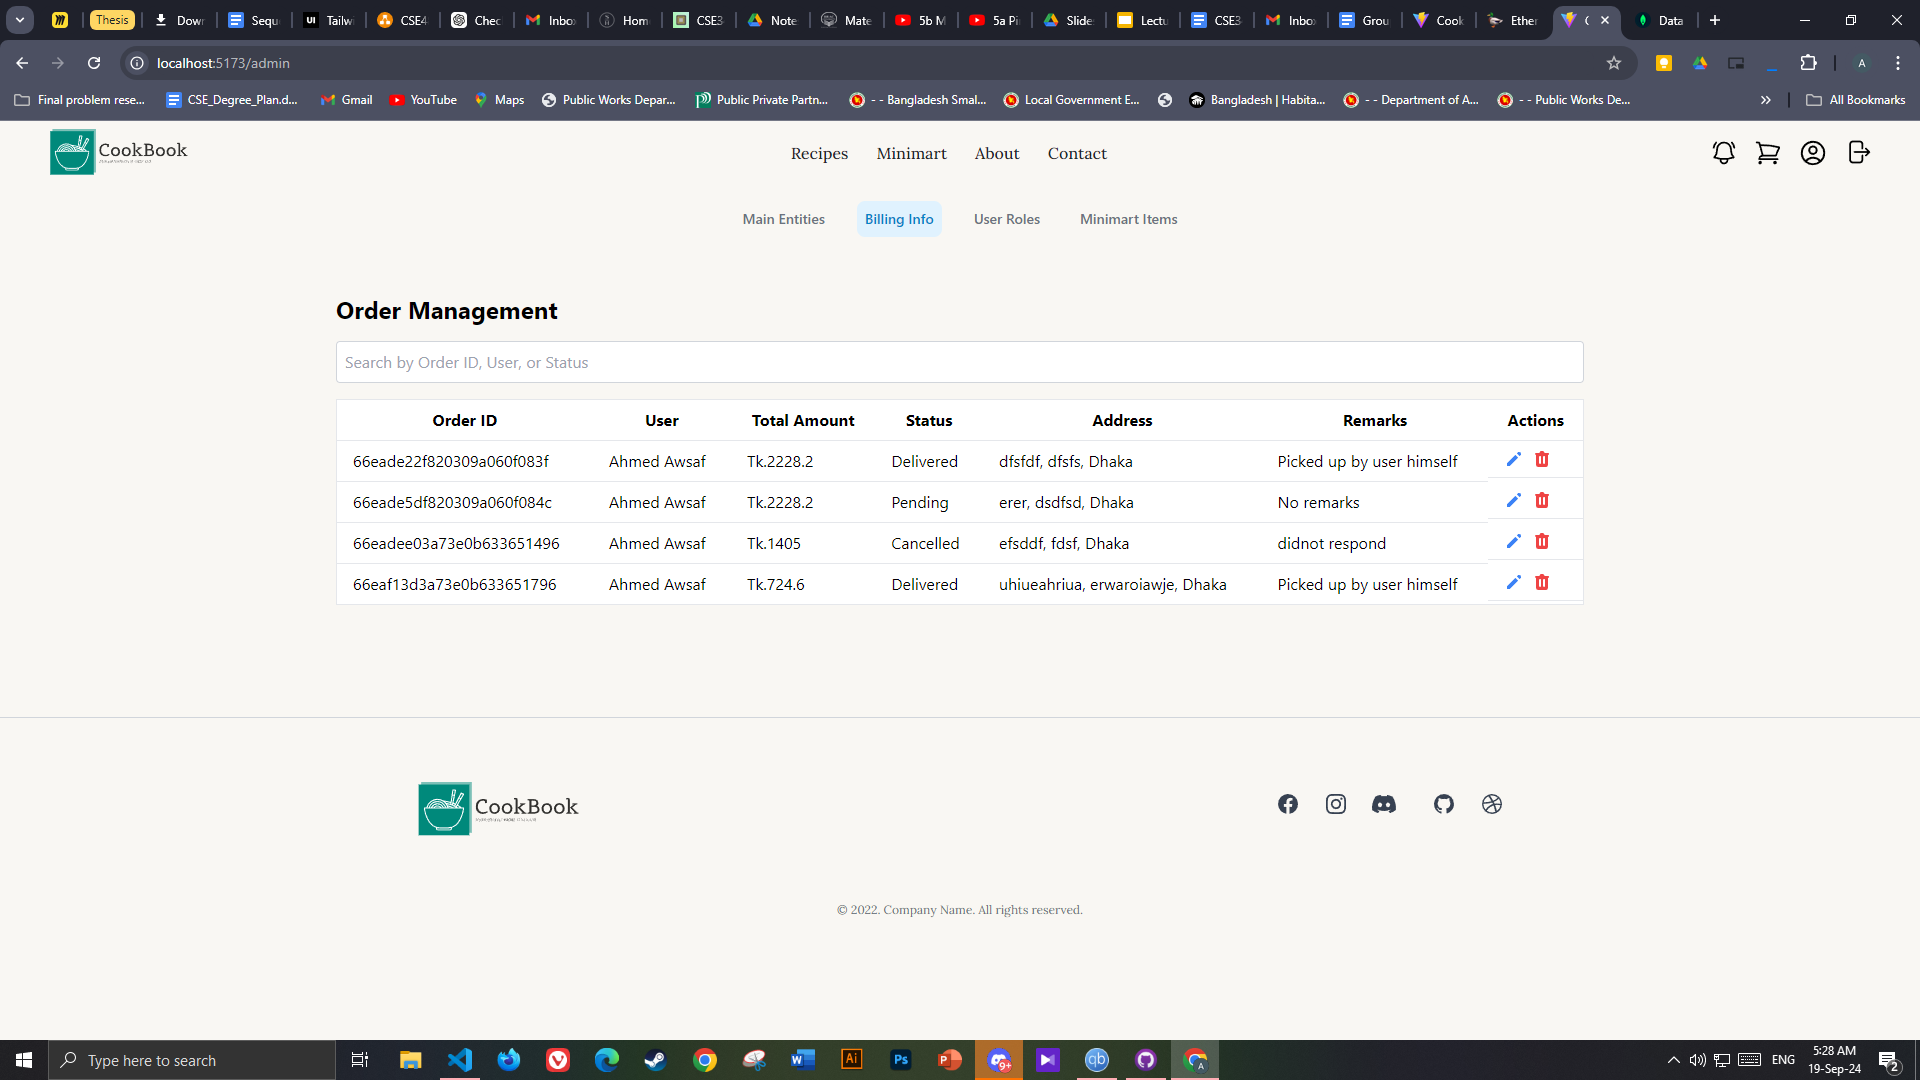 Thesis
Dowr
Sequ
UI
Tailw
CSE4
Chec
Inbo
Hom
CSE3
Note
Mate
5b M
5a Pi
Slide
Lectu
CSE3
Inbo
Grou
Cook
Ether
Data
localhost:5173/admin
A
Final problem rese...
CSE_Degree_Plan.d...
Gmail
YouTube
Maps
Public Works Depar...
Public Private Partn...
- - Bangladesh Smal...
Local Government E...
Bangladesh | Habita...
- - Department of A...
- - Public Works De...
All Bookmarks
CookBook
Recipes
Minimart
About
Contact
Main Entities
Billing Info
User Roles
Minimart Items
Order Management
Search by Order ID, User, or Status
Order ID User Total Amount Status Address Remarks Actions
66eade22f820309a060f083f Ahmed Awsaf Tk.2228.2 Delivered dfsfdf, dfsfs, Dhaka Picked up by user himself
66eade5df820309a060f084c Ahmed Awsaf Tk.2228.2 Pending erer, dsdfsd, Dhaka No remarks
66eadee03a73e0b633651496 Ahmed Awsaf Tk.1405 Cancelled efsddf, fdsf, Dhaka didnot respond
66eaf13d3a73e0b633651796 Ahmed Awsaf Tk.724.6 Delivered uhiueahriua, erwaroiawje, Dhaka Picked up by user himself
CookBook
© 2022. Company Name. All rights reserved.
Type here to search
Ai
Ps
9+
qb
A
ENG
5:28 AM
19-Sep-24
2